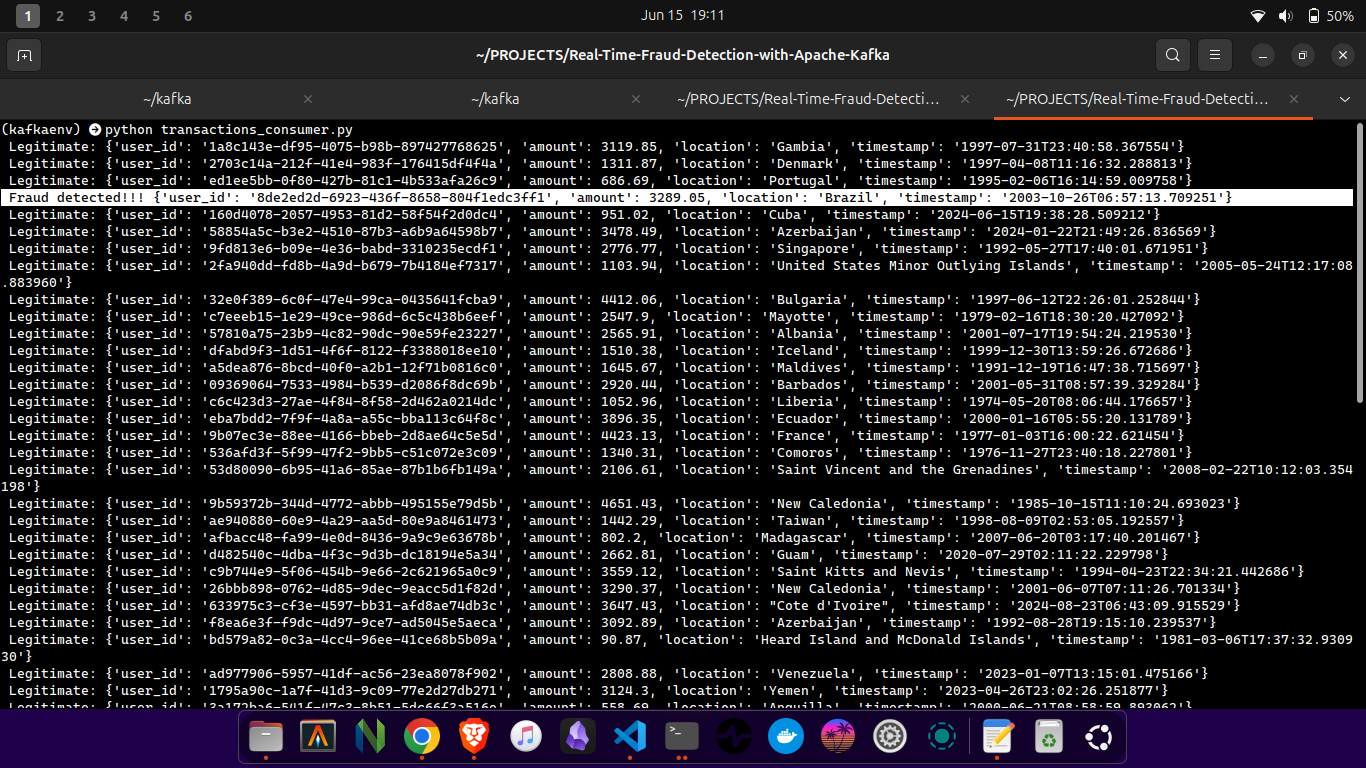 1 2 3 4 5 6 Jun 15 19:11 50%
~/PROJECTS/Real-Time-Fraud-Detection-with-Apache-Kafka
~/kafka ~/kafka ~/PROJECTS/Real-Time-Fraud-Detecti... ~/PROJECTS/Real-Time-Fraud-Detecti...
(kafkaenv) python transactions_consumer.py
Legitimate: {'user_id': '1a8c143e-df95-4075-b98b-897427768625', 'amount': 3119.85, 'location': 'Gambia', 'timestamp': '1997-07-31T23:40:58.367554'}
Legitimate: {'user_id': '2703c14a-212f-41e4-983f-176415df4f4a', 'amount': 1311.87, 'location': 'Denmark', 'timestamp': '1997-04-08T11:16:32.288813'}
Legitimate: {'user_id': 'ed1ee5bb-0f80-427b-81c1-4b533afa26c9', 'amount': 686.69, 'location': 'Portugal', 'timestamp': '1995-02-06T16:14:59.009758'}
Fraud detected!!! {'user_id': '8de2ed2d-6923-436f-8658-804f1edc3ff1', 'amount': 3289.05, 'location': 'Brazil', 'timestamp': '2003-10-26T06:57:13.709251'}
Legitimate: {'user_id': '160d4078-2057-4953-81d2-58f54f2d0dc4', 'amount': 951.02, 'location': 'Cuba', 'timestamp': '2024-06-15T19:38:28.509212'}
Legitimate: {'user_id': '58854a5c-b3e2-4510-87b3-a6b9a64598b7', 'amount': 3478.49, 'location': 'Azerbaijan', 'timestamp': '2024-01-22T21:49:26.836569'}
Legitimate: {'user_id': '9fd813e6-b09e-4e36-babd-3310235ecdf1', 'amount': 2776.77, 'location': 'Singapore', 'timestamp': '1992-05-27T17:40:01.671951'}
Legitimate: {'user_id': '2fa940dd-fd8b-4a9d-b679-7b4184ef7317', 'amount': 1103.94, 'location': 'United States Minor Outlying Islands', 'timestamp': '2005-05-24T12:17:08
.883960'}
Legitimate: {'user_id': '32e0f389-6c0f-47e4-99ca-0435641fcba9', 'amount': 4412.06, 'location': 'Bulgaria', 'timestamp': '1997-06-12T22:26:01.252844'}
Legitimate: {'user_id': 'c7eeeb15-1e29-49ce-986d-6c5c438b6eef', 'amount': 2547.9, 'location': 'Mayotte', 'timestamp': '1979-02-16T18:30:20.427092'}
Legitimate: {'user_id': '57810a75-23b9-4c82-90dc-90e59fe23227', 'amount': 2565.91, 'location': 'Albania', 'timestamp': '2001-07-17T19:54:24.219530'}
Legitimate: {'user_id': 'dfabd9f3-1d51-4f6f-8122-f3388018ee10', 'amount': 1510.38, 'location': 'Iceland', 'timestamp': '1999-12-30T13:59:26.672686'}
Legitimate: {'user_id': 'a5dea876-8bcd-40f0-a2b1-12f71b0816c0', 'amount': 1645.67, 'location': 'Maldives', 'timestamp': '1991-12-19T16:47:38.715697'}
Legitimate: {'user_id': '09369064-7533-4984-b539-d2086f8dc69b', 'amount': 2920.44, 'location': 'Barbados', 'timestamp': '2001-05-31T08:57:39.329284'}
Legitimate: {'user_id': 'c6c423d3-27ae-4f84-8f58-2d462a0214dc', 'amount': 1052.96, 'location': 'Liberia', 'timestamp': '1974-05-20T08:06:44.176657'}
Legitimate: {'user_id': 'eba7bdd2-7f9f-4a8a-a55c-bba113c64f8c', 'amount': 3896.35, 'location': 'Ecuador', 'timestamp': '2000-01-16T05:55:20.131789'}
Legitimate: {'user_id': '9b07ec3e-88ee-4166-bbeb-2d8ae64c5e5d', 'amount': 4423.13, 'location': 'France', 'timestamp': '1977-01-03T16:00:22.621454'}
Legitimate: {'user_id': '536afd3f-5f99-47f2-9bb5-c51c072e3c09', 'amount': 1340.31, 'location': 'Comoros', 'timestamp': '1976-11-27T23:40:18.227801'}
Legitimate: {'user_id': '53d80090-6b95-41a6-85ae-87b1b6fb149a', 'amount': 2106.61, 'location': 'Saint Vincent and the Grenadines', 'timestamp': '2008-02-22T10:12:03.354
198'}
Legitimate: {'user_id': '9b59372b-344d-4772-abbb-495155e79d5b', 'amount': 4651.43, 'location': 'New Caledonia', 'timestamp': '1985-10-15T11:10:24.693023'}
Legitimate: {'user_id': 'ae940880-60e9-4a29-aa5d-80e9a8461473', 'amount': 1442.29, 'location': 'Taiwan', 'timestamp': '1998-08-09T02:53:05.192557'}
Legitimate: {'user_id': 'afbacc48-fa99-4e0d-8436-9a9c9e63678b', 'amount': 802.2, 'location': 'Madagascar', 'timestamp': '2007-06-20T03:17:40.201467'}
Legitimate: {'user_id': 'd482540c-4dba-4f3c-9d3b-dc18194e5a34', 'amount': 2662.81, 'location': 'Guam', 'timestamp': '2020-07-29T02:11:22.229798'}
Legitimate: {'user_id': 'c9b744e9-5f06-454b-9e66-2c621965a0c9', 'amount': 3559.12, 'location': 'Saint Kitts and Nevis', 'timestamp': '1994-04-23T22:34:21.442686'}
Legitimate: {'user_id': '26bbb898-0762-4d85-9dec-9eacc5d1f82d', 'amount': 3290.37, 'location': 'New Caledonia', 'timestamp': '2001-06-07T07:11:26.701334'}
Legitimate: {'user_id': '633975c3-cf3e-4597-bb31-afd8ae74db3c', 'amount': 3647.43, 'location': "Cote d'Ivoire", 'timestamp': '2024-08-23T06:43:09.915529'}
Legitimate: {'user_id': 'f8ea6e3f-f9dc-4d97-9ce7-ad5045e5aeca', 'amount': 3092.89, 'location': 'Azerbaijan', 'timestamp': '1992-08-28T19:15:10.239537'}
Legitimate: {'user_id': 'bd579a82-0c3a-4cc4-96ee-41ce68b5b09a', 'amount': 90.87, 'location': 'Heard Island and McDonald Islands', 'timestamp': '1981-03-06T17:37:32.9309
30'}
Legitimate: {'user_id': 'ad977906-5957-41df-ac56-23ea8078f902', 'amount': 2808.88, 'location': 'Venezuela', 'timestamp': '2023-01-07T13:15:01.475166'}
Legitimate: {'user_id': '1795a90c-1a7f-41d3-9c09-77e2d27db271', 'amount': 3124.3, 'location': 'Yemen', 'timestamp': '2023-04-26T23:02:26.251877'}
Legitimate: {'user_id': 'amount': 558.69, 'location': 'Anguilla', 'timestamp':